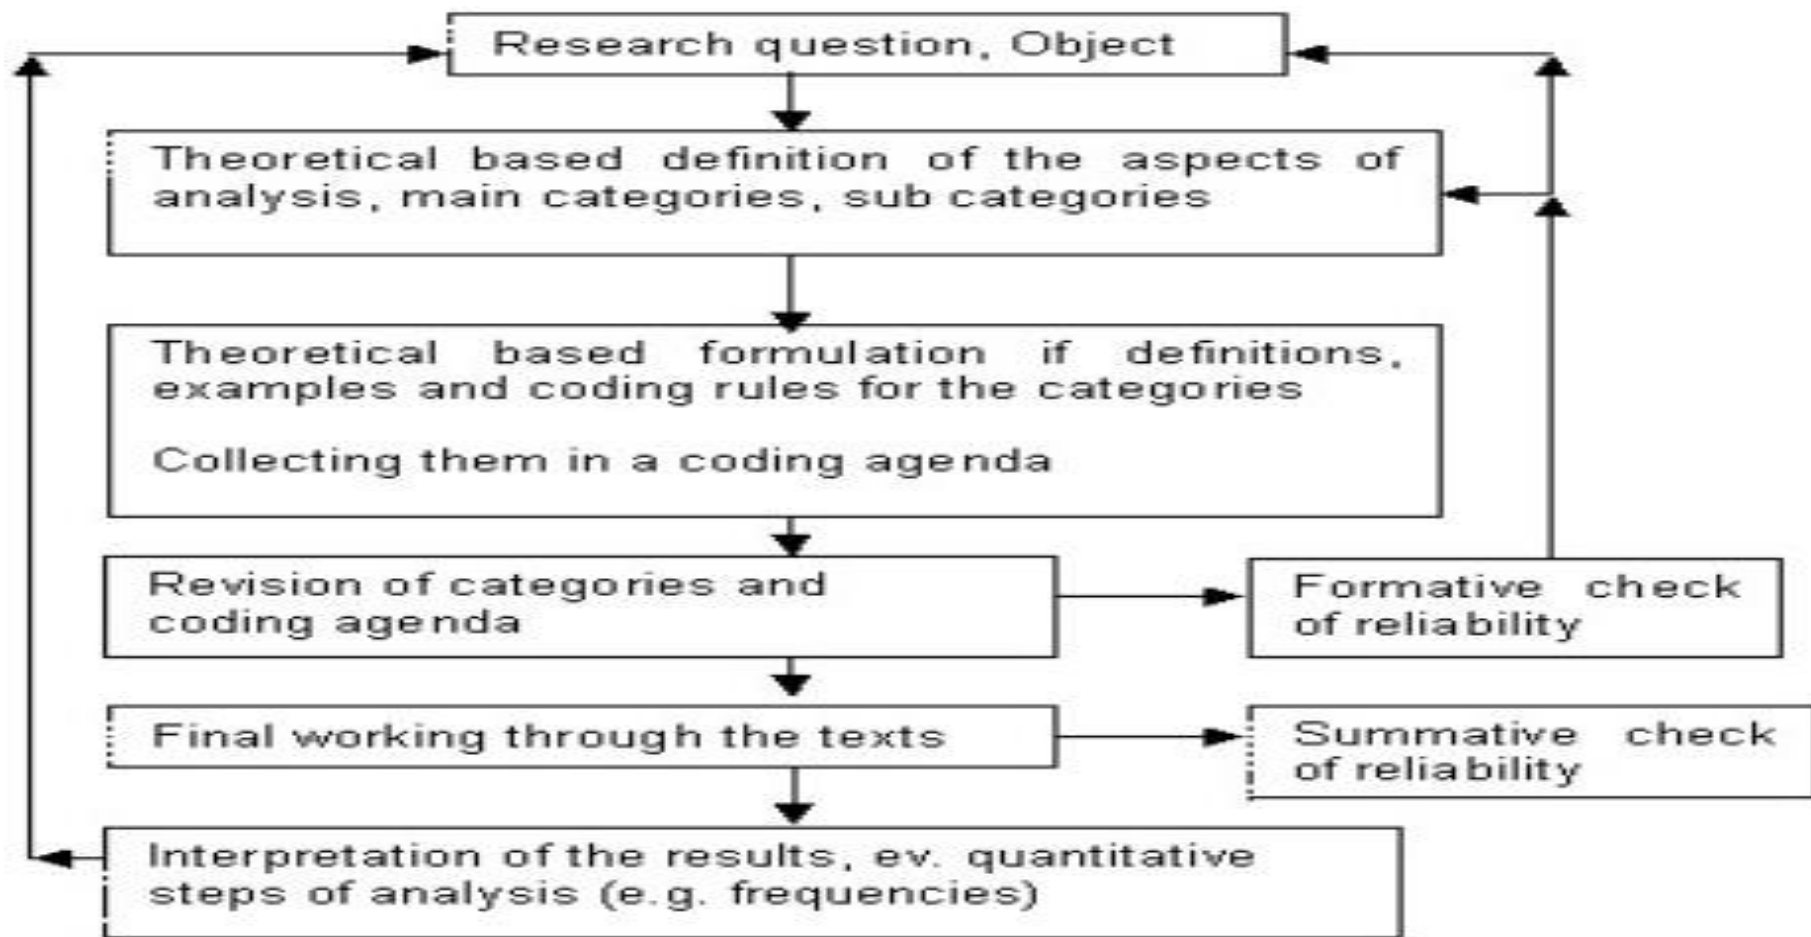 Research question, Object
Theoretical based definition of the aspects of
analysis, main categories, sub categories
Theoretical based formulation if definitions,
examples and coding rules for the categories
Collecting them in a coding agenda
Revision of categories and
coding agenda
Formative check
of reliability
Final working through the texts
Summative check
of reliability
Interpretation of the results, ev. quantitative
steps of analysis (e.g. frequencies)